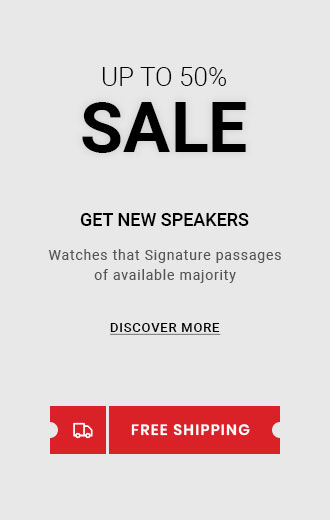 UP TO 50%
SALE
GET NEW SPEAKERS
Watches that Signature passages
of available majority
DISCOVER MORE
FREE SHIPPING